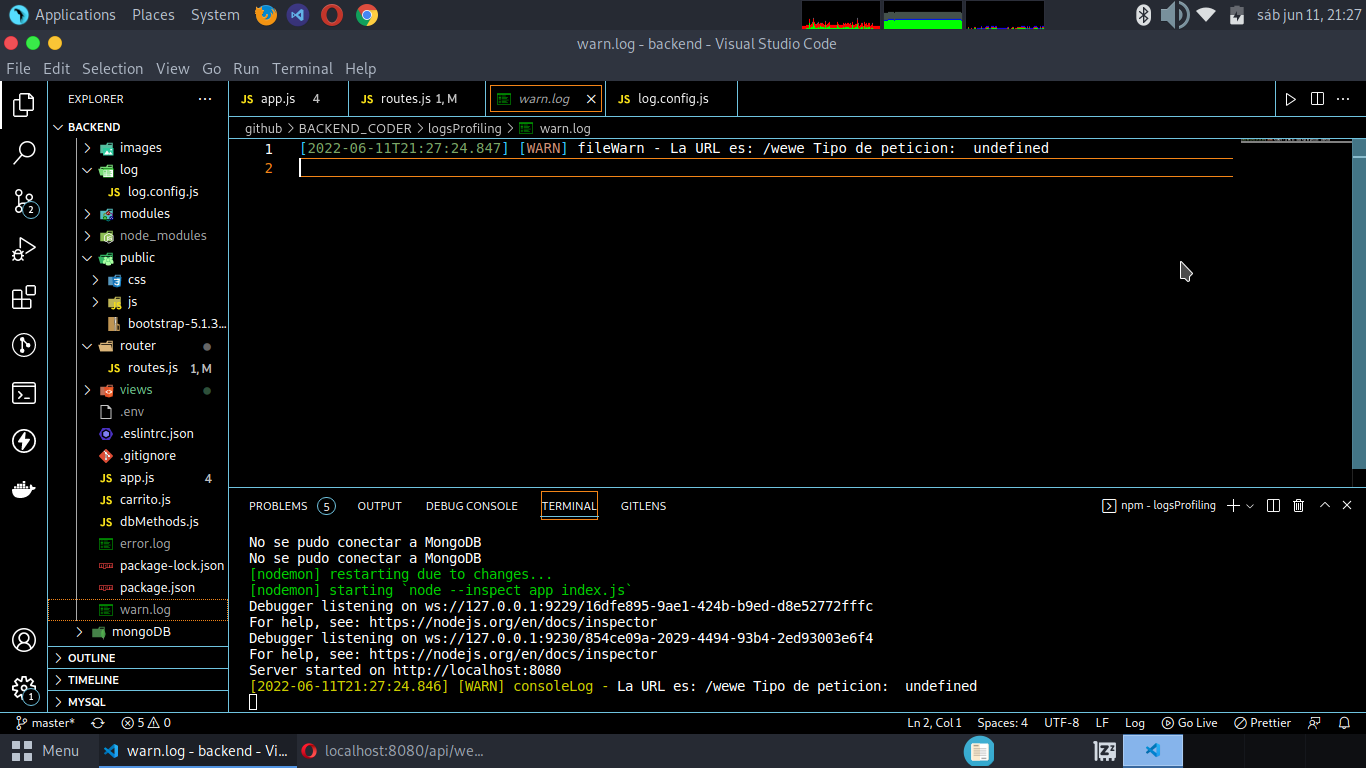 Applications Places System
sáb jun 11, 21:27
warn.log - backend - Visual Studio Code
File Edit Selection View Go Run Terminal Help
EXPLORER
JS app.js 4
JS routes.js 1, M
warn.log
JS log.config.js
BACKEND
github > BACKEND_CODER > logsProfiling > warn.log
images
log
JS log.config.js
modules
node_modules
public
css
js
bootstrap-5.1.3...
router
JS routes.js 1, M
views
.env
.eslintrc.json
.gitignore
JS app.js 4
JS carrito.js
JS dbMethods.js
error.log
package-lock.json
package.json
warn.log
mongoDB
OUTLINE
TIMELINE
MYSQL
2
1
1 [2022-06-11T21:27:24.847] [WARN] fileWarn - La URL es: /wewe Tipo de peticion:  undefined
2
PROBLEMS 5 OUTPUT DEBUG CONSOLE TERMINAL GITLENS
npm - logsProfiling
No se pudo conectar a MongoDB
No se pudo conectar a MongoDB
[nodemon] restarting due to changes...
[nodemon] starting `node --inspect app index.js`
Debugger listening on ws://127.0.0.1:9229/16dfe895-9ae1-424b-b9ed-d8e52772fffc
For help, see: https://nodejs.org/en/docs/inspector
Debugger listening on ws://127.0.0.1:9230/854ce09a-2029-4494-93b4-2ed93003e6f4
For help, see: https://nodejs.org/en/docs/inspector
Server started on http://localhost:8080
[2022-06-11T21:27:24.846] [WARN] consoleLog - La URL es: /wewe Tipo de peticion:  undefined
master* 5 0
Ln 2, Col 1 Spaces: 4 UTF-8 LF Log Go Live Prettier
Menu
warn.log - backend - Vi...
localhost:8080/api/we...